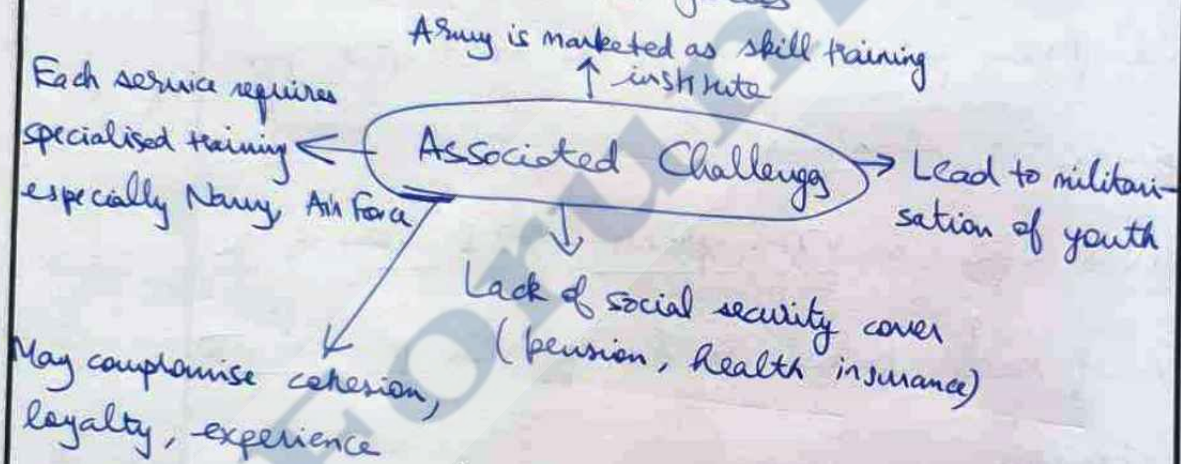 Army is marketed as skill training
institute
Each service requires
specialised training
especially Navy, Air Force
Associated Challenges
Lead to militari-
sation of youth
Lack of social security cover
(pension, health insurance)
May compromise cohesion,
loyalty, experience
Forum